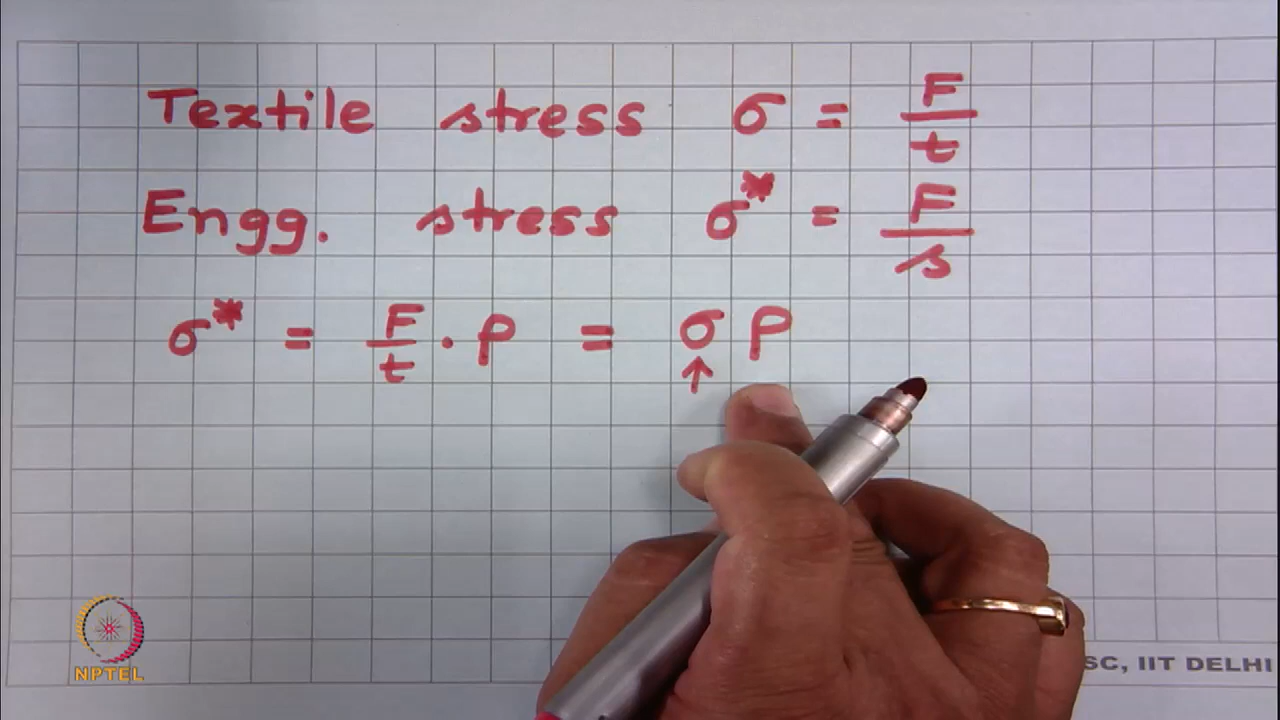 Textile stress σ = F/t
Engg. stress σ* = F/s
σ* = F/t · ρ = σ ρ
↑
NPTEL
SC, IIT DELHI